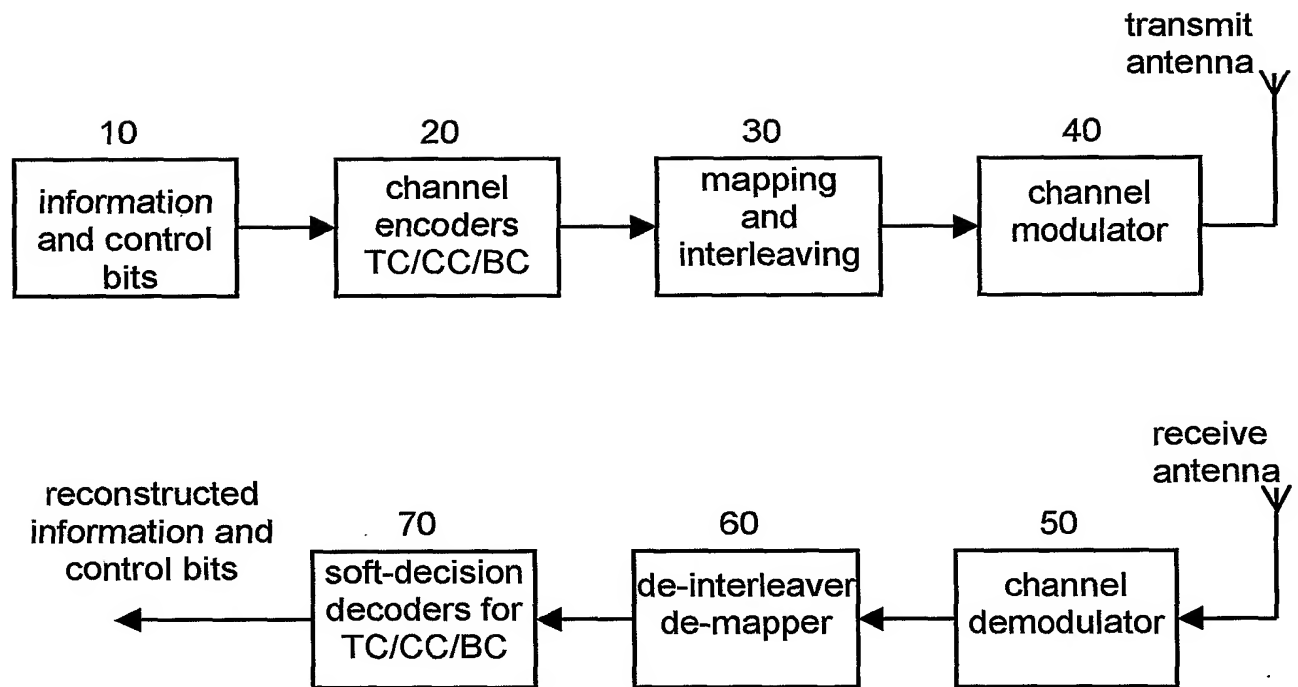 transmit
antenna
10
20
30
40
information
and control
bits
channel
encoders
TC/CC/BC
mapping
and
interleaving
channel
modulator
receive
antenna
reconstructed
information and
control bits
70
60
50
soft-decision
decoders for
TC/CC/BC
de-interleaver
de-mapper
channel
demodulator